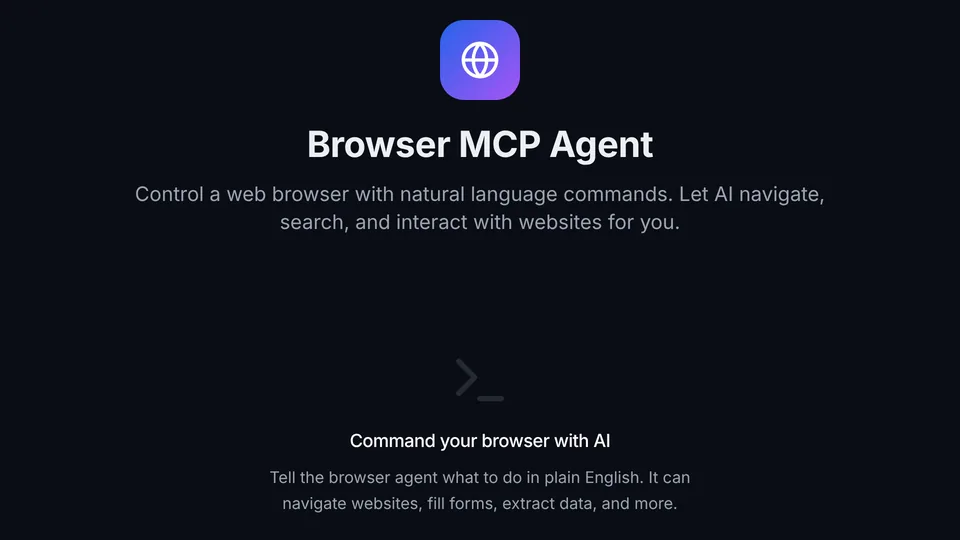 Browser MCP Agent
Control a web browser with natural language commands. Let AI navigate,
search, and interact with websites for you.
Command your browser with AI
Tell the browser agent what to do in plain English. It can
navigate websites, fill forms, extract data, and more.